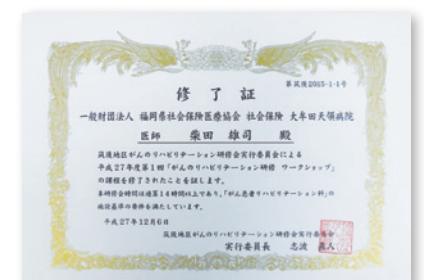 修了証
第筑後2015-1-1号
一般財団法人 福岡県社会保険医療協会 社会保険 大牟田天領病院
医師 柴田 雄司 殿
筑後地区がんのリハビリテーション研修会実行委員会による
平成27年度第1回「がんのリハビリテーション研修 ワークショップ」
の課程を修了されたことを証します。
本研修会時間は通算14時間以上であり、「がん患者リハビリテーション料」の
施設基準の要件を満たしています。
平成27年12月6日
筑後地区がんのリハビリテーション研修会実行委員会
実行委員長 志波 直人